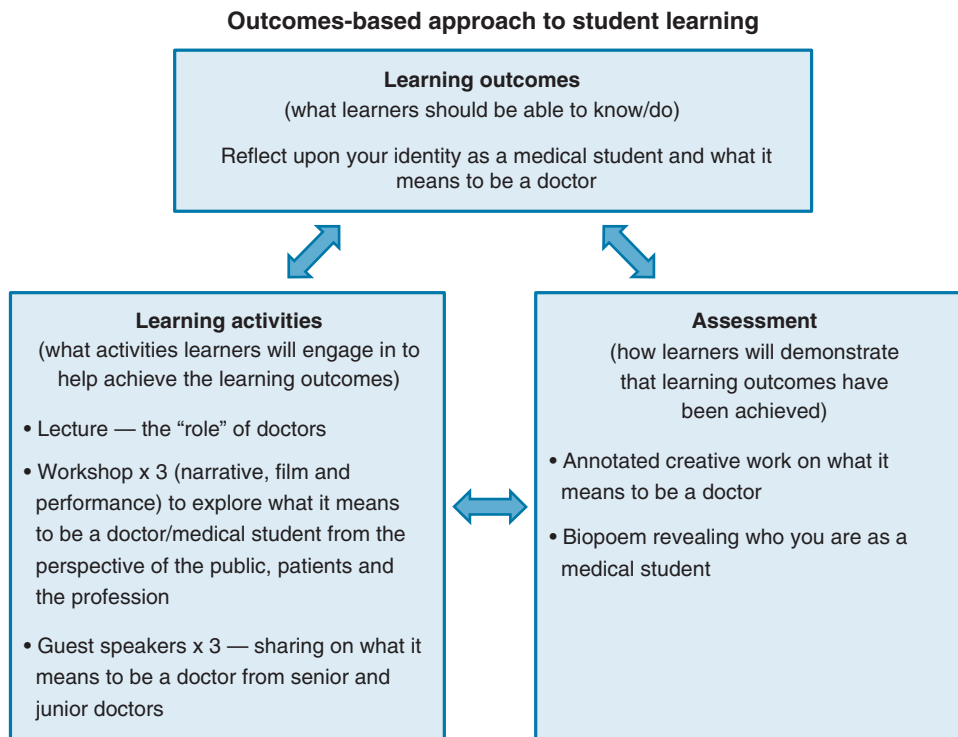 Outcomes-based approach to student learning
Learning outcomes
(what learners should be able to know/do)
Reflect upon your identity as a medical student and what it
means to be a doctor
Learning activities
(what activities learners will engage in to
help achieve the learning outcomes)
• Lecture — the “role” of doctors
• Workshop x 3 (narrative, film and
performance) to explore what it means
to be a doctor/medical student from the
perspective of the public, patients and
the profession
• Guest speakers x 3 — sharing on what it
means to be a doctor from senior and
junior doctors
Assessment
(how learners will demonstrate
that learning outcomes have
been achieved)
• Annotated creative work on what it
means to be a doctor
• Biopoem revealing who you are as a
medical student